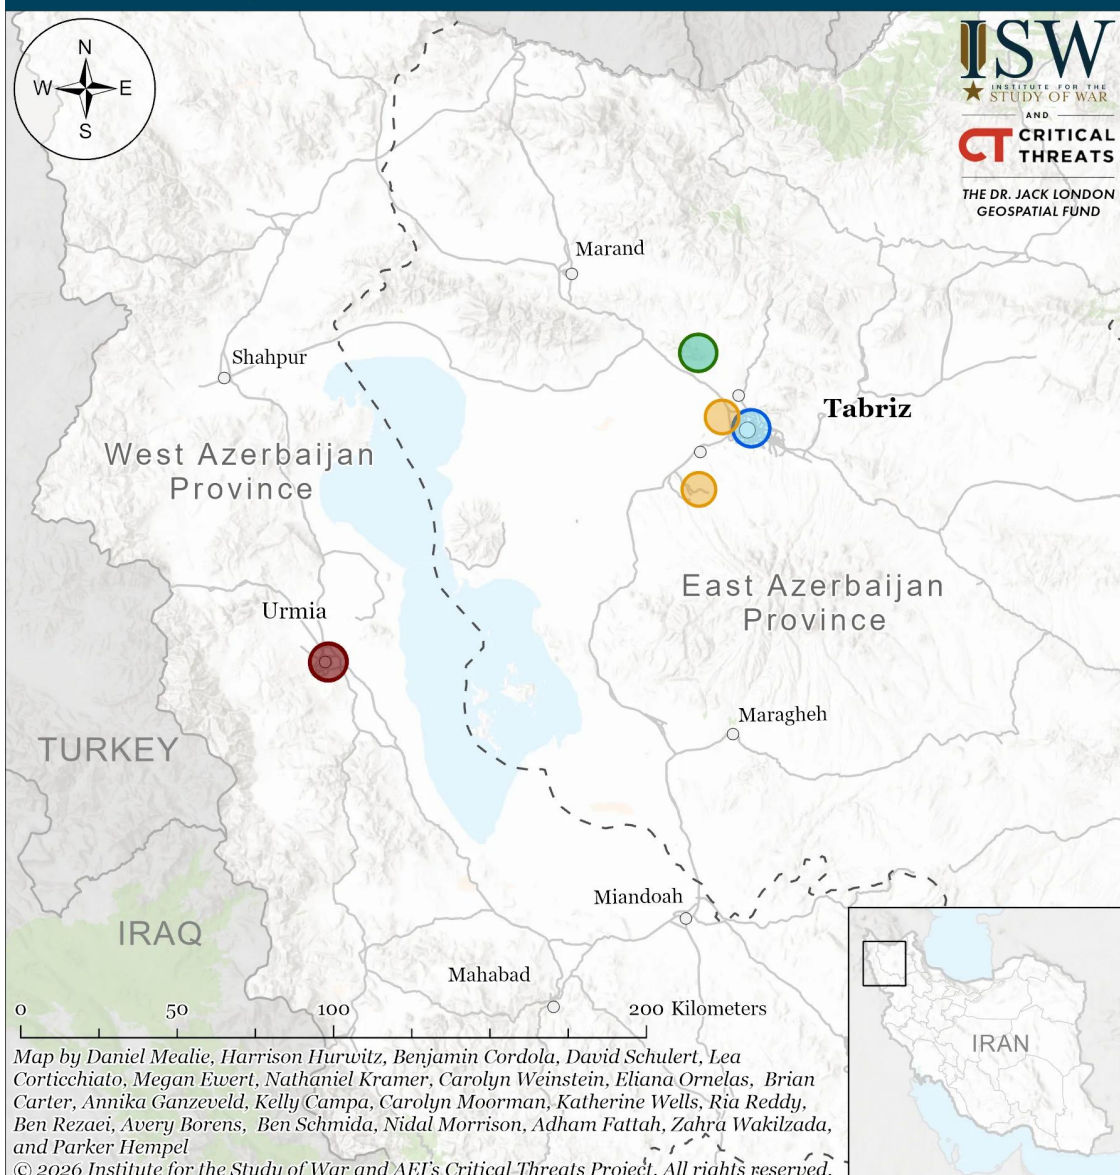 N
W
E
S
ISW
INSTITUTE FOR THE
STUDY OF WAR
AND
CT CRITICAL
THREATS
THE DR. JACK LONDON
GEOSPATIAL FUND
Marand
Shahpur
Tabriz
West Azerbaijan
Province
East Azerbaijan
Province
Urmia
Maragheh
TURKEY
Miandoah
IRAQ
Mahabad
IRAN
0 50 100 200 Kilometers
Map by Daniel Mealie, Harrison Hurwitz, Benjamin Cordola, David Schulert, Lea
Corticchiato, Megan Ewert, Nathaniel Kramer, Carolyn Weinstein, Eliana Ornelas, Brian
Carter, Annika Ganzeveld, Kelly Campa, Carolyn Moorman, Katherine Wells, Ria Reddy,
Ben Rezaei, Avery Borens, Ben Schmida, Nidal Morrison, Adham Fattah, Zahra Wakilzada,
and Parker Hempel
© 2026 Institute for the Study of War and AEI's Critical Threats Project. All rights reserved.